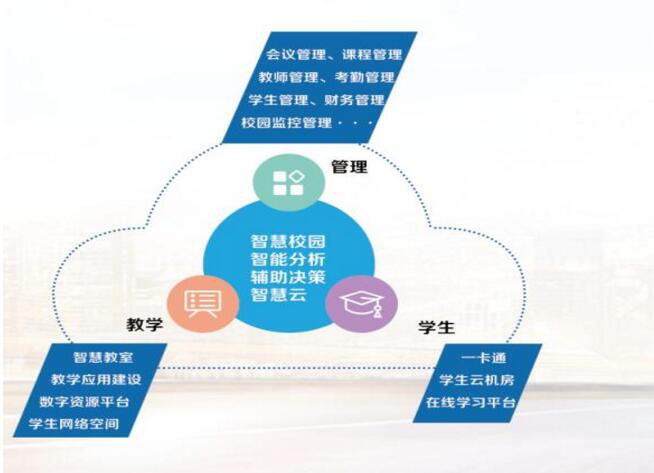 会议管理、课程管理
教师管理、考勤管理
学生管理、财务管理
校园监控管理···
管理
智慧校园
智能分析
辅助决策
智慧云
教学
学生
智慧教室
教学应用建设
数字资源平台
学生网络空间
一卡通
学生云机房
在线学习平台